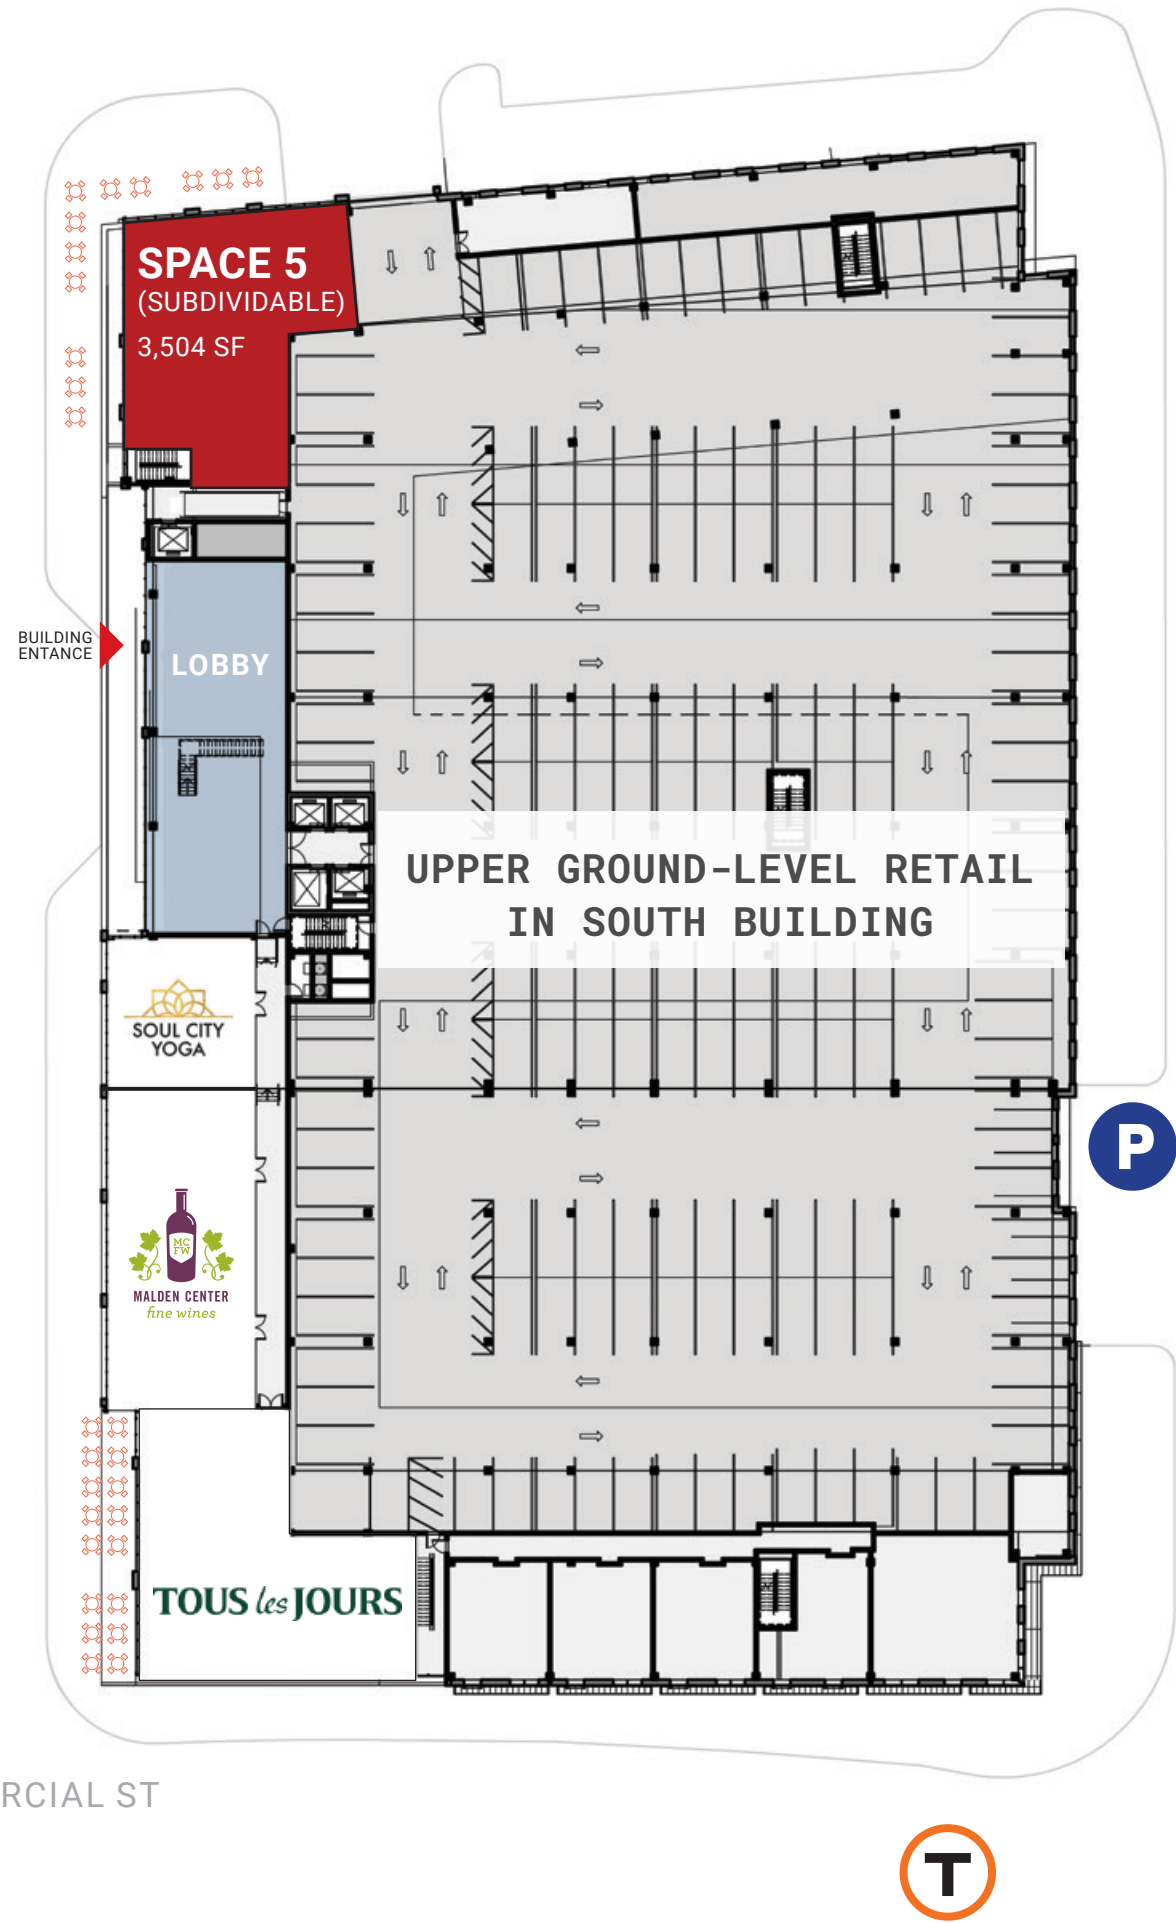 SPACE 5
(SUBDIVIDABLE)
3,504 SF
BUILDING
ENTRANCE
LOBBY
UPPER GROUND-LEVEL RETAIL
IN SOUTH BUILDING
SOUL CITY
YOGA
P
MC
FW
MALDEN CENTER
fine wines
TOUS les JOURS
RCIAL ST
T